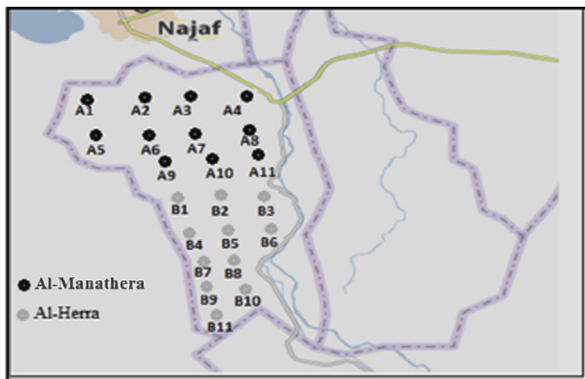 Najaf
A1 A2 A3 A4
A5 A6 A7 A8
A9 A10 A11
B1 B2 B3
B4 B5 B6
B7 B8
Al-Manathera
B9 B10
Al-Herra
B11